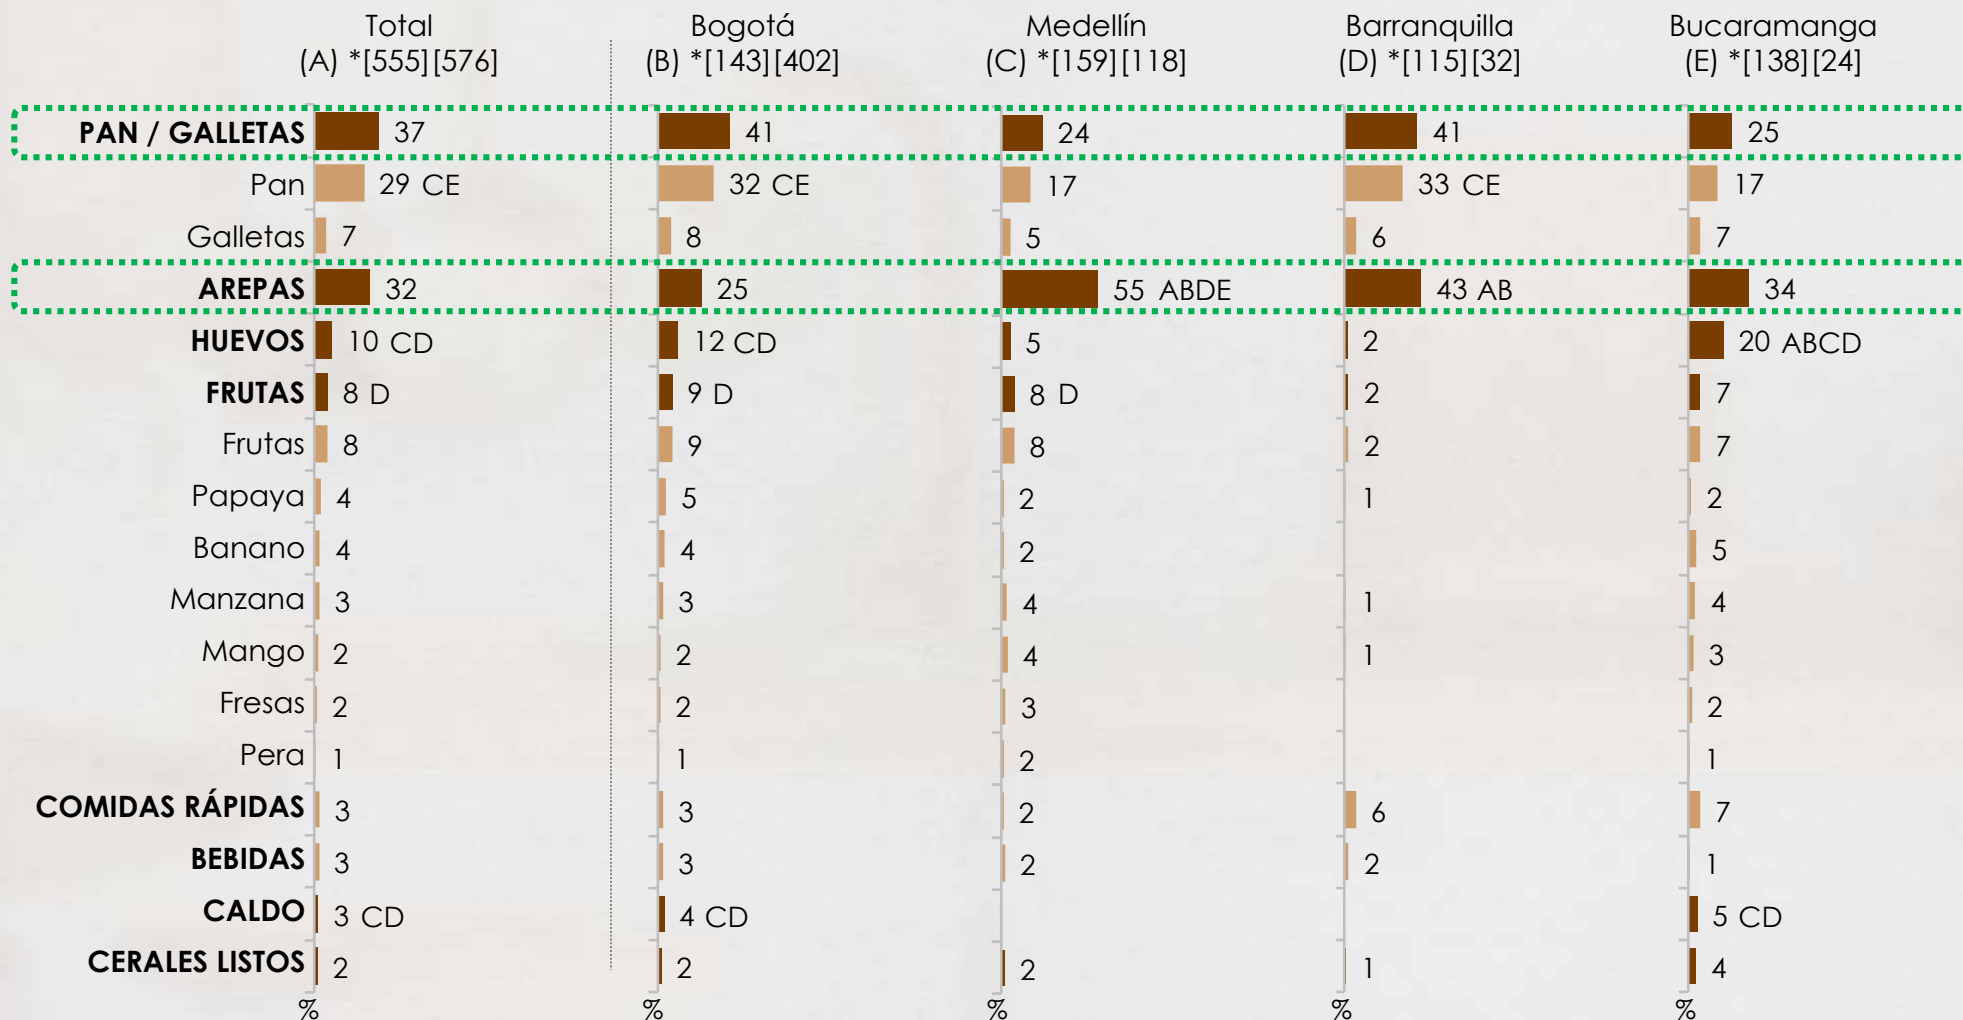 Total Bogotá Medellín Barranquilla Bucaramanga
(A) *[555][576] (B) *[143][402] (C) *[159][118] (D) *[115][32] (E) *[138][24]
PAN / GALLETAS 37 41 24 41 25
Pan 29 CE 32 CE 17 33 CE 17
Galletas 7 8 5 6 7
AREPAS 32 25 55 ABDE 43 AB 34
HUEVOS 10 CD 12 CD 5 2 20 ABCD
FRUTAS 8 D 9 D 8 D 2 7
Frutas 8 9 8 2 7
Papaya 4 5 2 1 2
Banano 4 4 2 5
Manzana 3 3 4 1 4
Mango 2 2 4 1 3
Fresas 2 2 3 2
Pera 1 1 2 1
COMIDAS RÁPIDAS 3 3 2 6 7
BEBIDAS 3 3 2 2 1
CALDO 3 CD 4 CD 5 CD
CERALES LISTOS 2 2 2 1 4
% % % % %